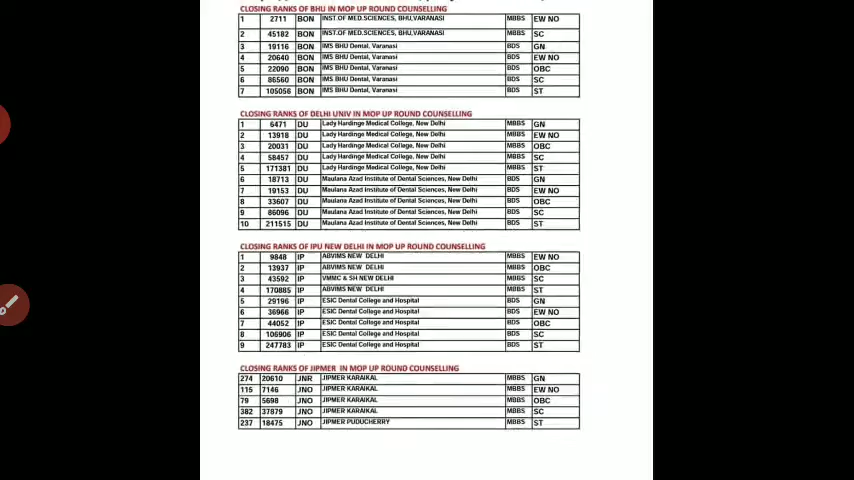 CLOSING RANKS OF BHU IN MOP UP ROUND COUNSELLING
1 2711 BON INST.OF MED.SCIENCES, BHU,VARANASI MBBS EW NO
2 45182 BON INST.OF MED.SCIENCES, BHU,VARANASI MBBS SC
3 19116 BON IMS BHU Dental, Varanasi BDS GN
4 20640 BON IMS BHU Dental, Varanasi BDS EW NO
5 22090 BON IMS BHU Dental, Varanasi BDS OBC
6 86560 BON IMS BHU Dental, Varanasi BDS SC
7 105056 BON IMS BHU Dental, Varanasi BDS ST
CLOSING RANKS OF DELHI UNIV IN MOP UP ROUND COUNSELLING
1 6471 DU Lady Hardinge Medical College, New Delhi MBBS GN
2 13918 DU Lady Hardinge Medical College, New Delhi MBBS EW NO
3 20031 DU Lady Hardinge Medical College, New Delhi MBBS OBC
4 58457 DU Lady Hardinge Medical College, New Delhi MBBS SC
5 171381 DU Lady Hardinge Medical College, New Delhi MBBS ST
6 18713 DU Maulana Azad Institute of Dental Sciences, New Delhi BDS GN
7 19153 DU Maulana Azad Institute of Dental Sciences, New Delhi BDS EW NO
8 33607 DU Maulana Azad Institute of Dental Sciences, New Delhi BDS OBC
9 86096 DU Maulana Azad Institute of Dental Sciences, New Delhi BDS SC
10 211515 DU Maulana Azad Institute of Dental Sciences, New Delhi BDS ST
CLOSING RANKS OF IPU NEW DELHI IN MOP UP ROUND COUNSELLING
1 9848 IP ABVIMS NEW DELHI MBBS EW NO
2 13937 IP ABVIMS NEW DELHI MBBS OBC
3 43592 IP VMMC & SH NEW DELHI MBBS SC
4 170885 IP ABVIMS NEW DELHI MBBS ST
5 29196 IP ESIC Dental College and Hospital BDS GN
6 36966 IP ESIC Dental College and Hospital BDS EW NO
7 44052 IP ESIC Dental College and Hospital BDS OBC
8 106906 IP ESIC Dental College and Hospital BDS SC
9 247783 IP ESIC Dental College and Hospital BDS ST
CLOSING RANKS OF JIPMER IN MOP UP ROUND COUNSELLING
274 20610 JNR JIPMER KARAIKAL MBBS GN
115 7146 JNO JIPMER KARAIKAL MBBS EW NO
79 5698 JNO JIPMER KARAIKAL MBBS OBC
382 37879 JNO JIPMER KARAIKAL MBBS SC
237 18475 JNO JIPMER PUDUCHERRY MBBS ST